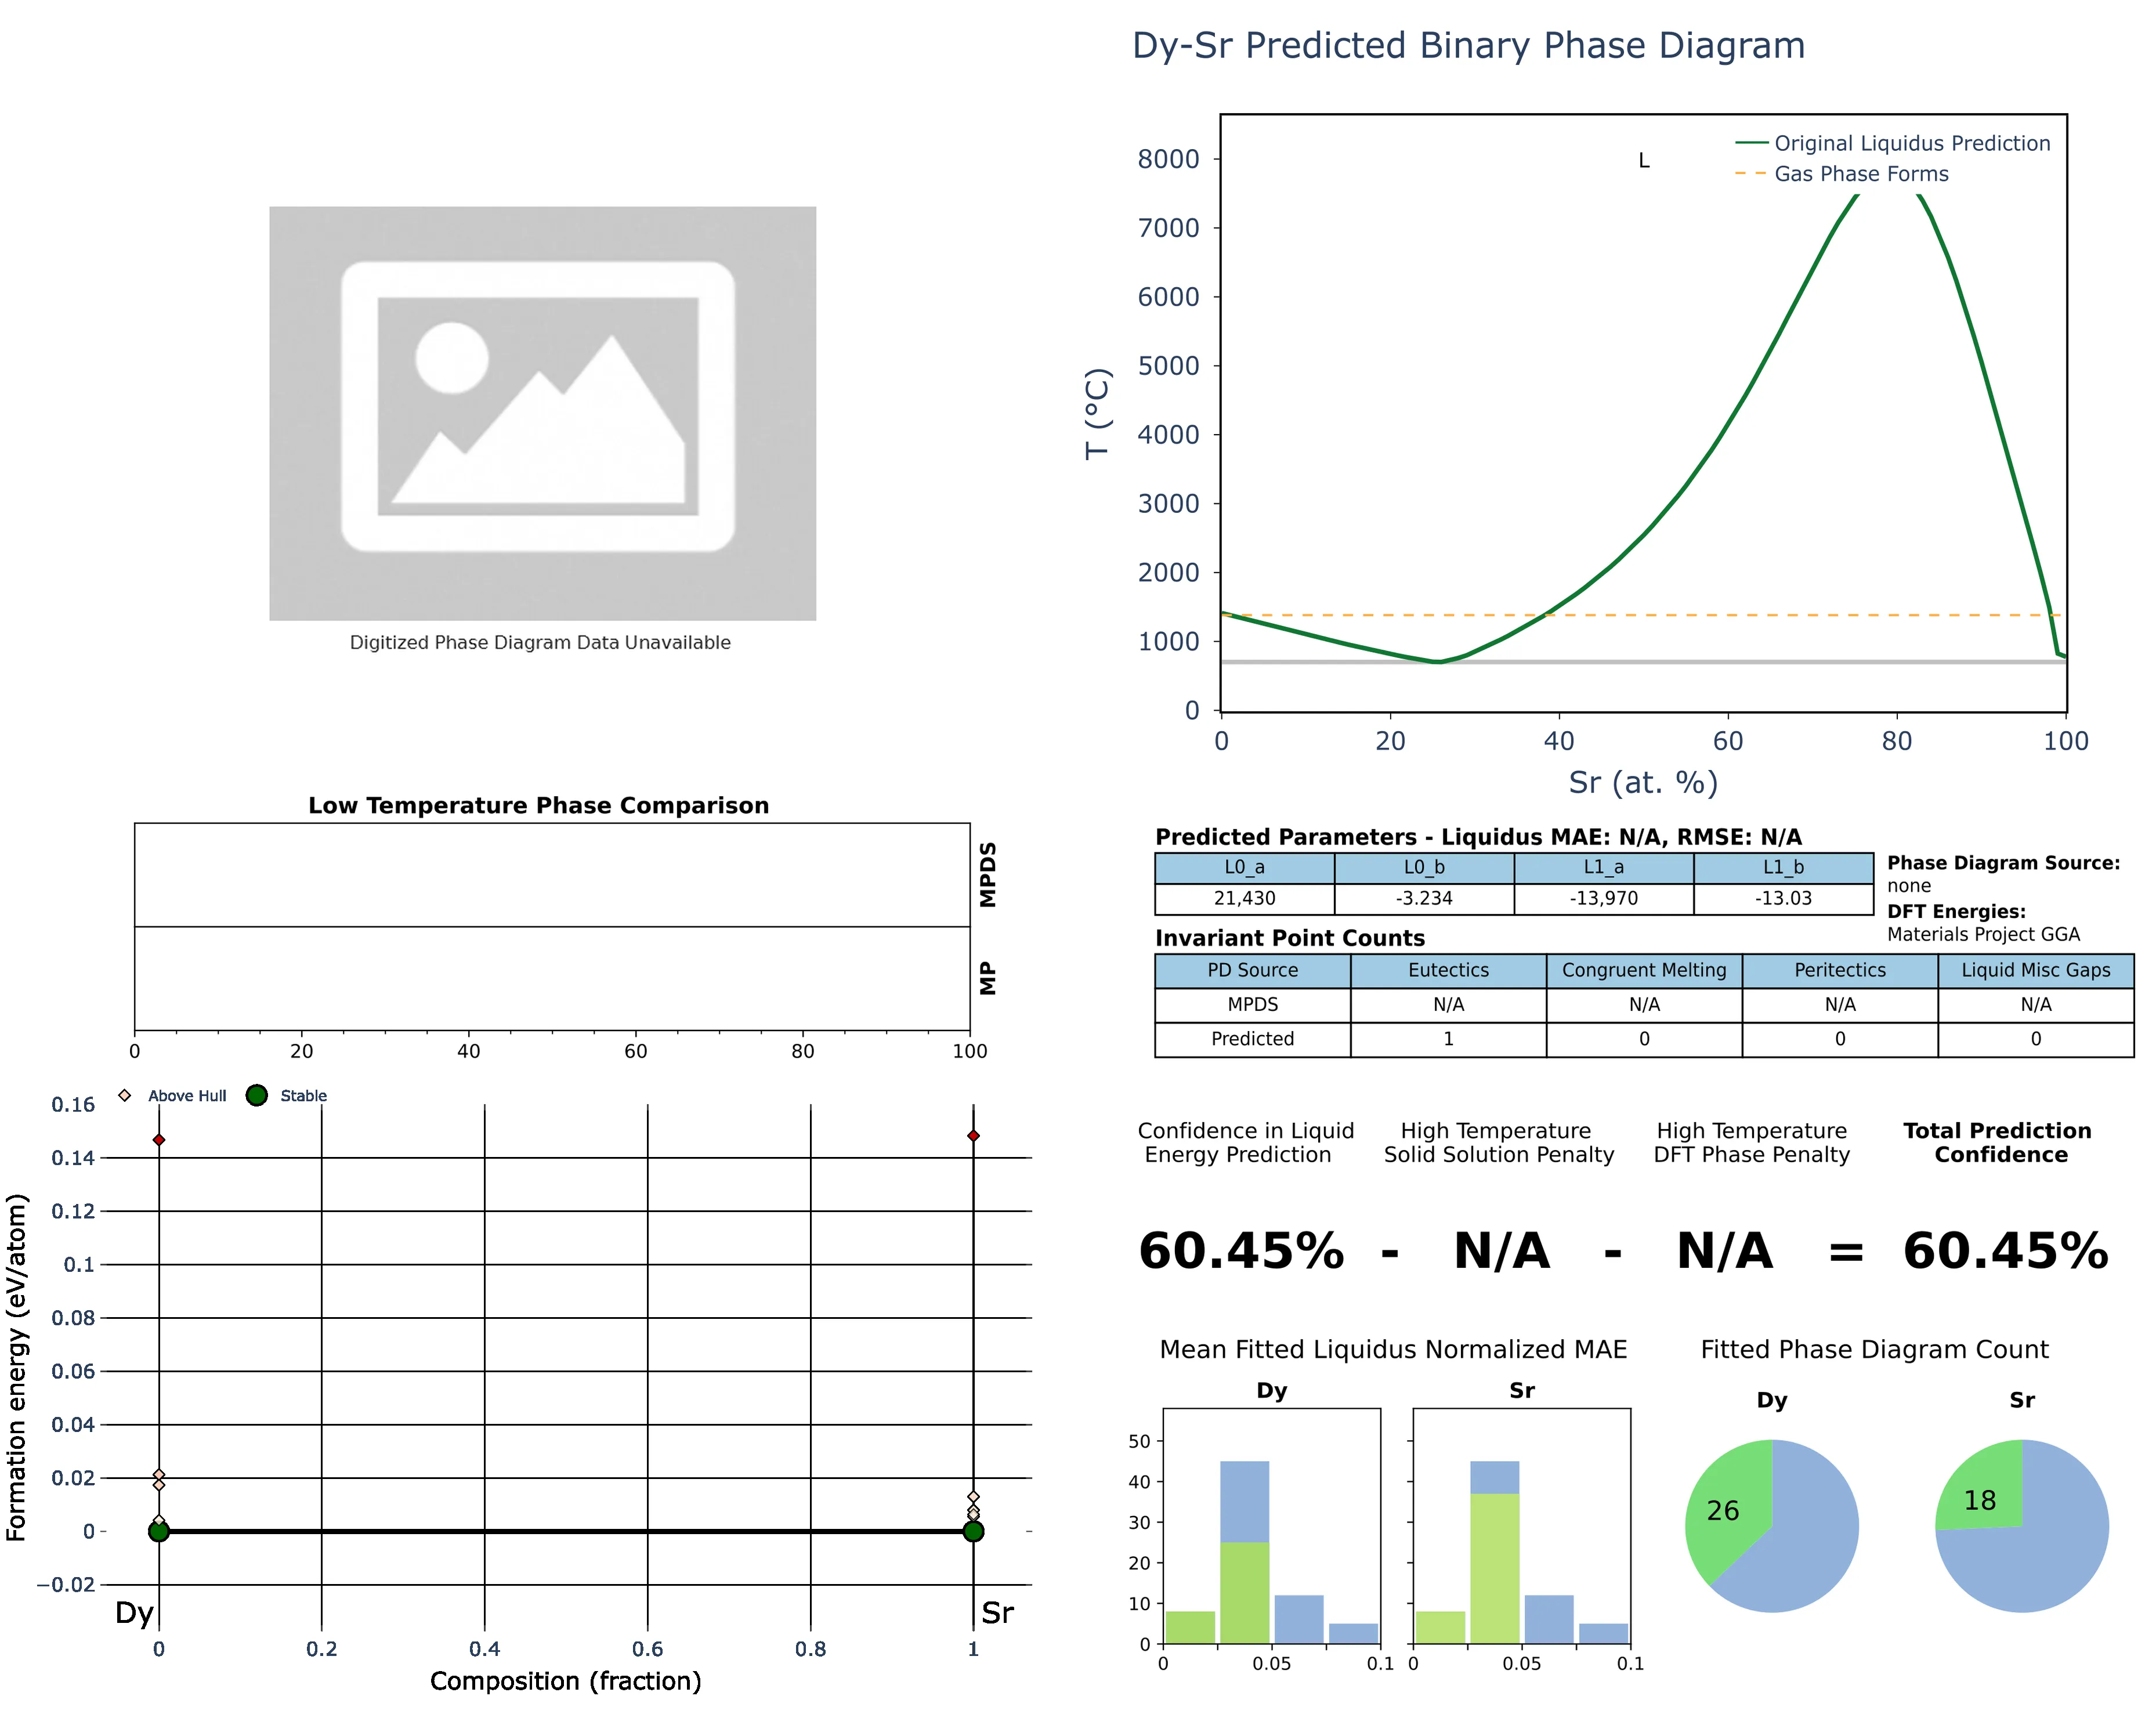 Dy-Sr Predicted Binary Phase Diagram
Digitized Phase Diagram Data Unavailable
L
Original Liquidus Prediction
Gas Phase Forms
8000
7000
6000
5000
4000
3000
2000
1000
0
T (°C)
0 20 40 60 80 100
Sr (at. %)
Low Temperature Phase Comparison
MPDS
MP
0 20 40 60 80 100
Predicted Parameters - Liquidus MAE: N/A, RMSE: N/A
L0_a L0_b L1_a L1_b
21,430 -3.234 -13,970 -13.03
Phase Diagram Source:
none
DFT Energies:
Materials Project GGA
Invariant Point Counts
PD Source Eutectics Congruent Melting Peritectics Liquid Misc Gaps
MPDS N/A N/A N/A N/A
Predicted 1 0 0 0
Above Hull Stable
0.16
0.14
0.12
0.1
0.08
0.06
0.04
0.02
0
−0.02
Formation energy (eV/atom)
Dy Sr
0 0.2 0.4 0.6 0.8 1
Composition (fraction)
Confidence in Liquid
Energy Prediction
High Temperature
Solid Solution Penalty
High Temperature
DFT Phase Penalty
Total Prediction
Confidence
60.45% - N/A - N/A = 60.45%
Mean Fitted Liquidus Normalized MAE
Dy Sr
50
40
30
20
10
0
0 0.05 0.1 0 0.05 0.1
Fitted Phase Diagram Count
Dy Sr
26 18